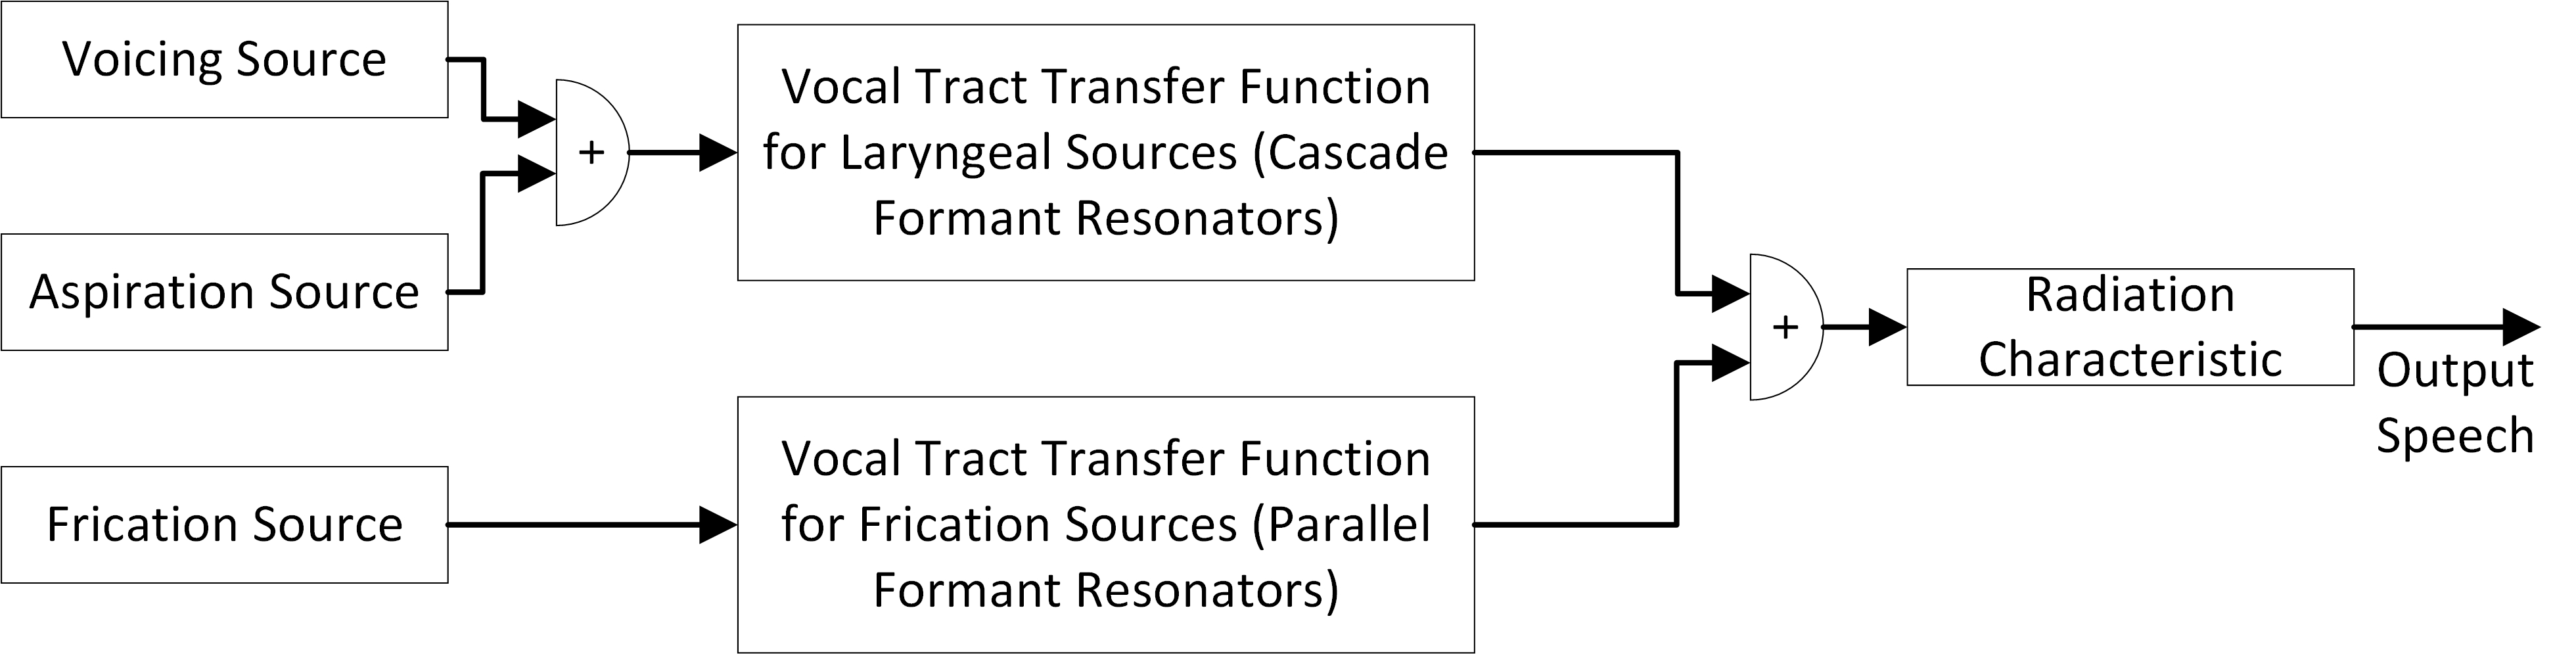 Voicing Source
Aspiration Source
+
Vocal Tract Transfer Function
for Laryngeal Sources (Cascade
Formant Resonators)
Frication Source
Vocal Tract Transfer Function
for Frication Sources (Parallel
Formant Resonators)
+
Radiation
Characteristic
Output
Speech